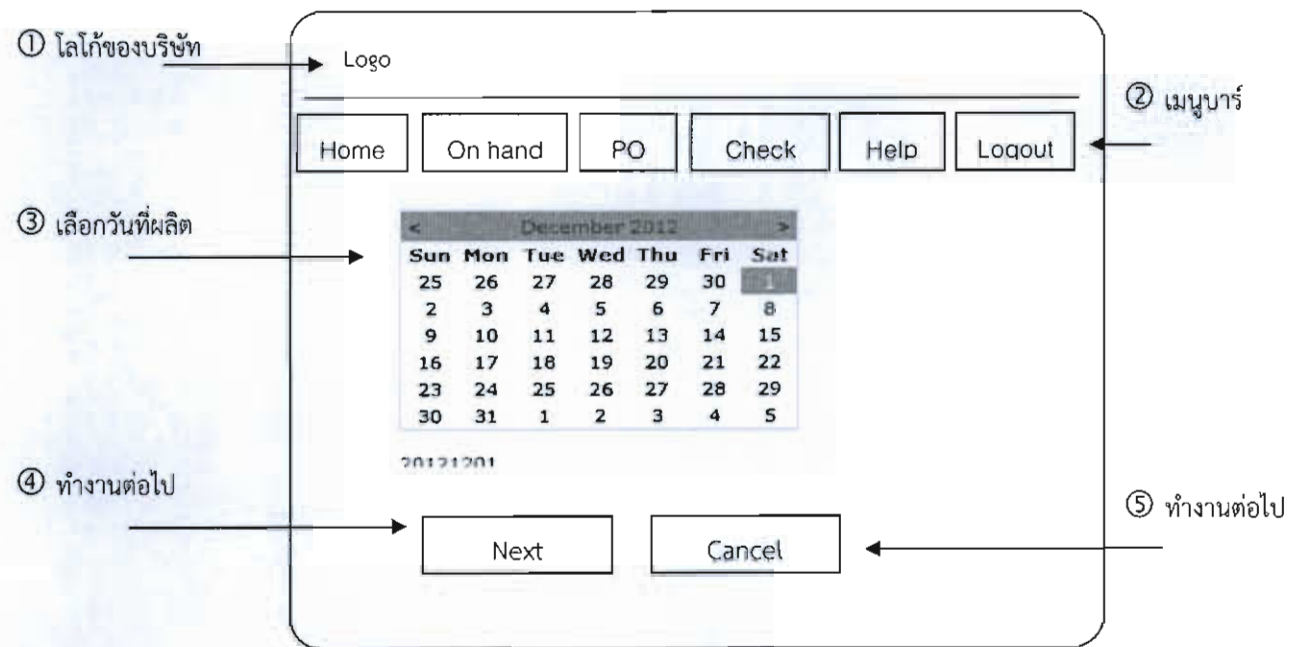 ① โลโก้ของบริษัท
Logo
② เมนูบาร์
Home On hand PO Check Help Logout
③ เลือกวันที่ผลิต
< December 2012 >
Sun Mon Tue Wed Thu Fri Sat
25 26 27 28 29 30 1
2 3 4 5 6 7 8
9 10 11 12 13 14 15
16 17 18 19 20 21 22
23 24 25 26 27 28 29
30 31 1 2 3 4 5
20121201
④ ทำงานต่อไป
⑤ ทำงานต่อไป
Next Cancel